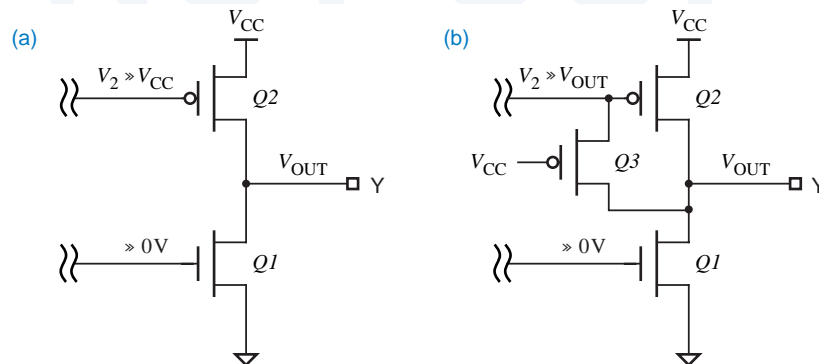 (a)
V_CC
V_2 » V_CC
Q2
V_OUT
Y
» 0V
Q1
(b)
V_CC
V_2 » V_OUT
Q2
V_CC
Q3
V_OUT
Y
» 0V
Q1